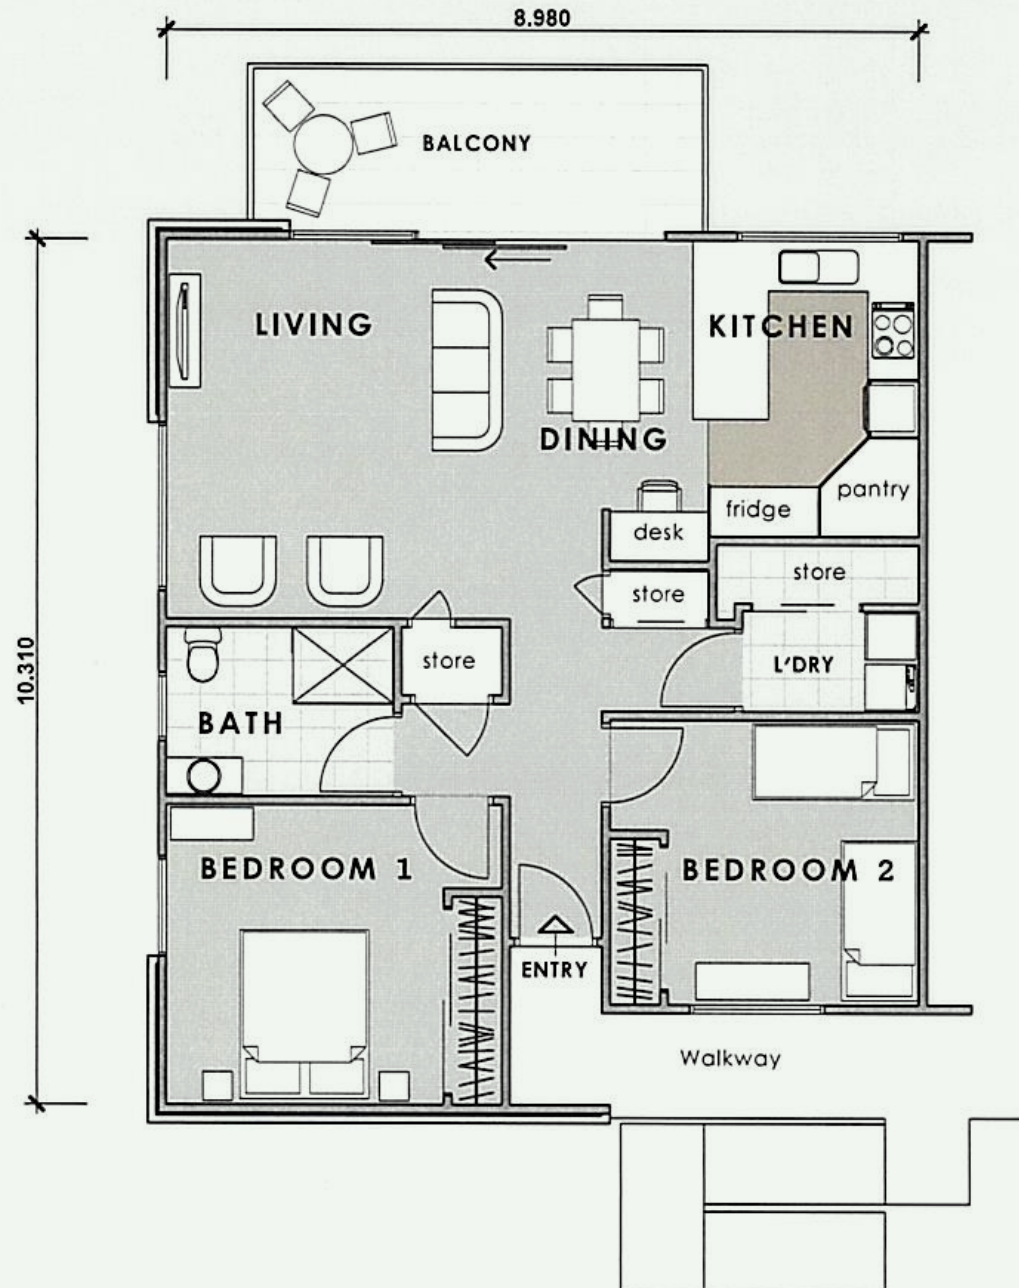 8.980
BALCONY
LIVING
KITCHEN
DINING
pantry
fridge
desk
store
store
10.310
store
L'DRY
BATH
BEDROOM 1
BEDROOM 2
ENTRY
Walkway